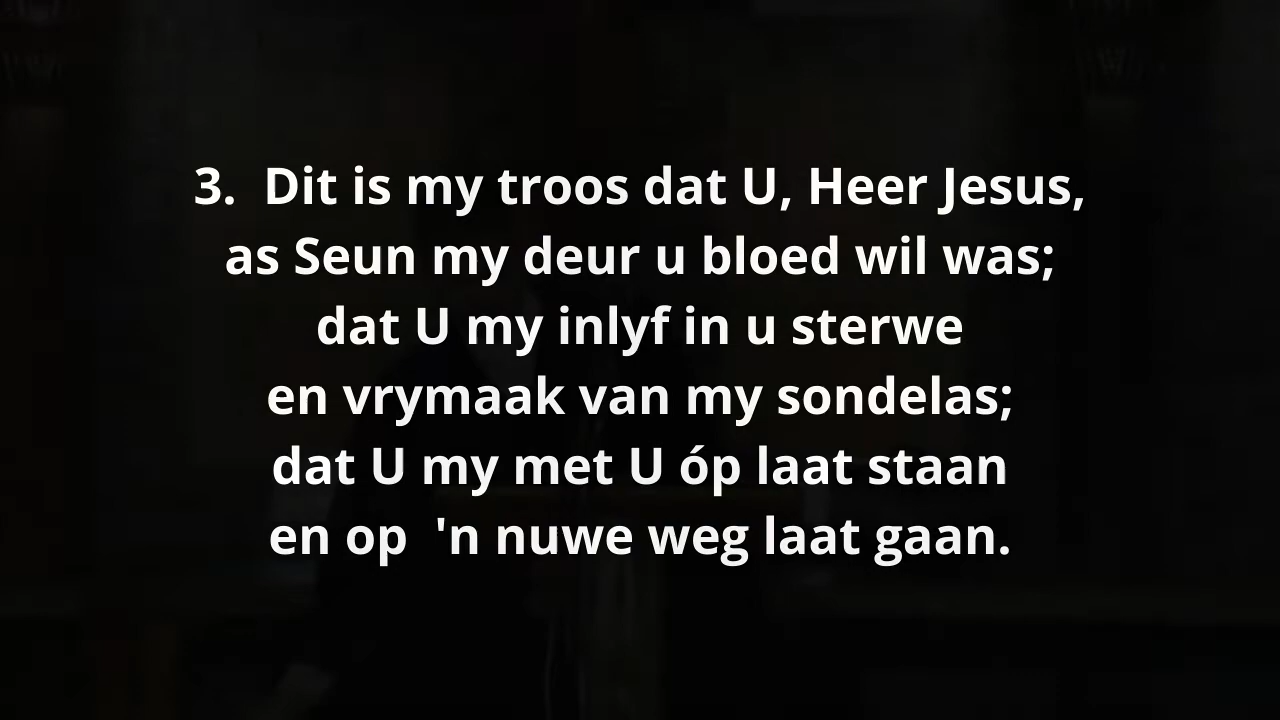 3.  Dit is my troos dat U, Heer Jesus,
as Seun my deur u bloed wil was;
dat U my inlyf in u sterwe
en vrymaak van my sondelas;
dat U my met U óp laat staan
en op  'n nuwe weg laat gaan.